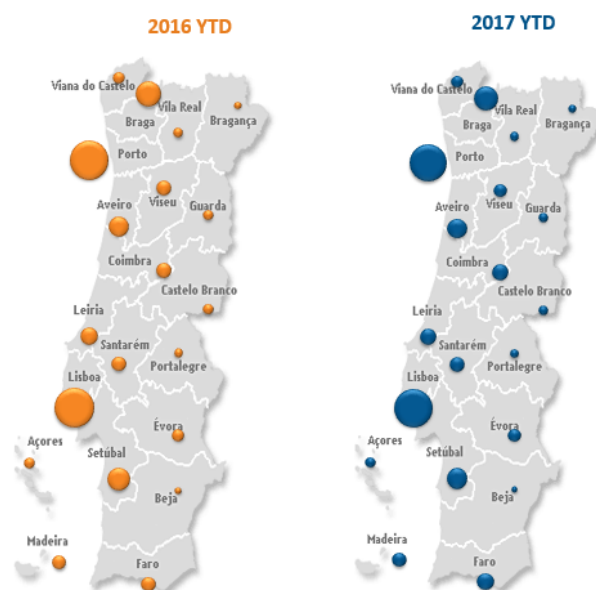 2016 YTD
Viana do Castelo
Vila Real
Braga
Bragança
Porto
Aveiro
Viseu
Guarda
Coimbra
Castelo Branco
Leiria
Santarém
Portalegre
Lisboa
Évora
Açores
Setúbal
Beja
Madeira
Faro
2017 YTD
Viana do Castelo
Vila Real
Braga
Bragança
Porto
Aveiro
Viseu
Guarda
Coimbra
Castelo Branco
Leiria
Santarém
Portalegre
Lisboa
Évora
Açores
Setúbal
Beja
Madeira
Faro